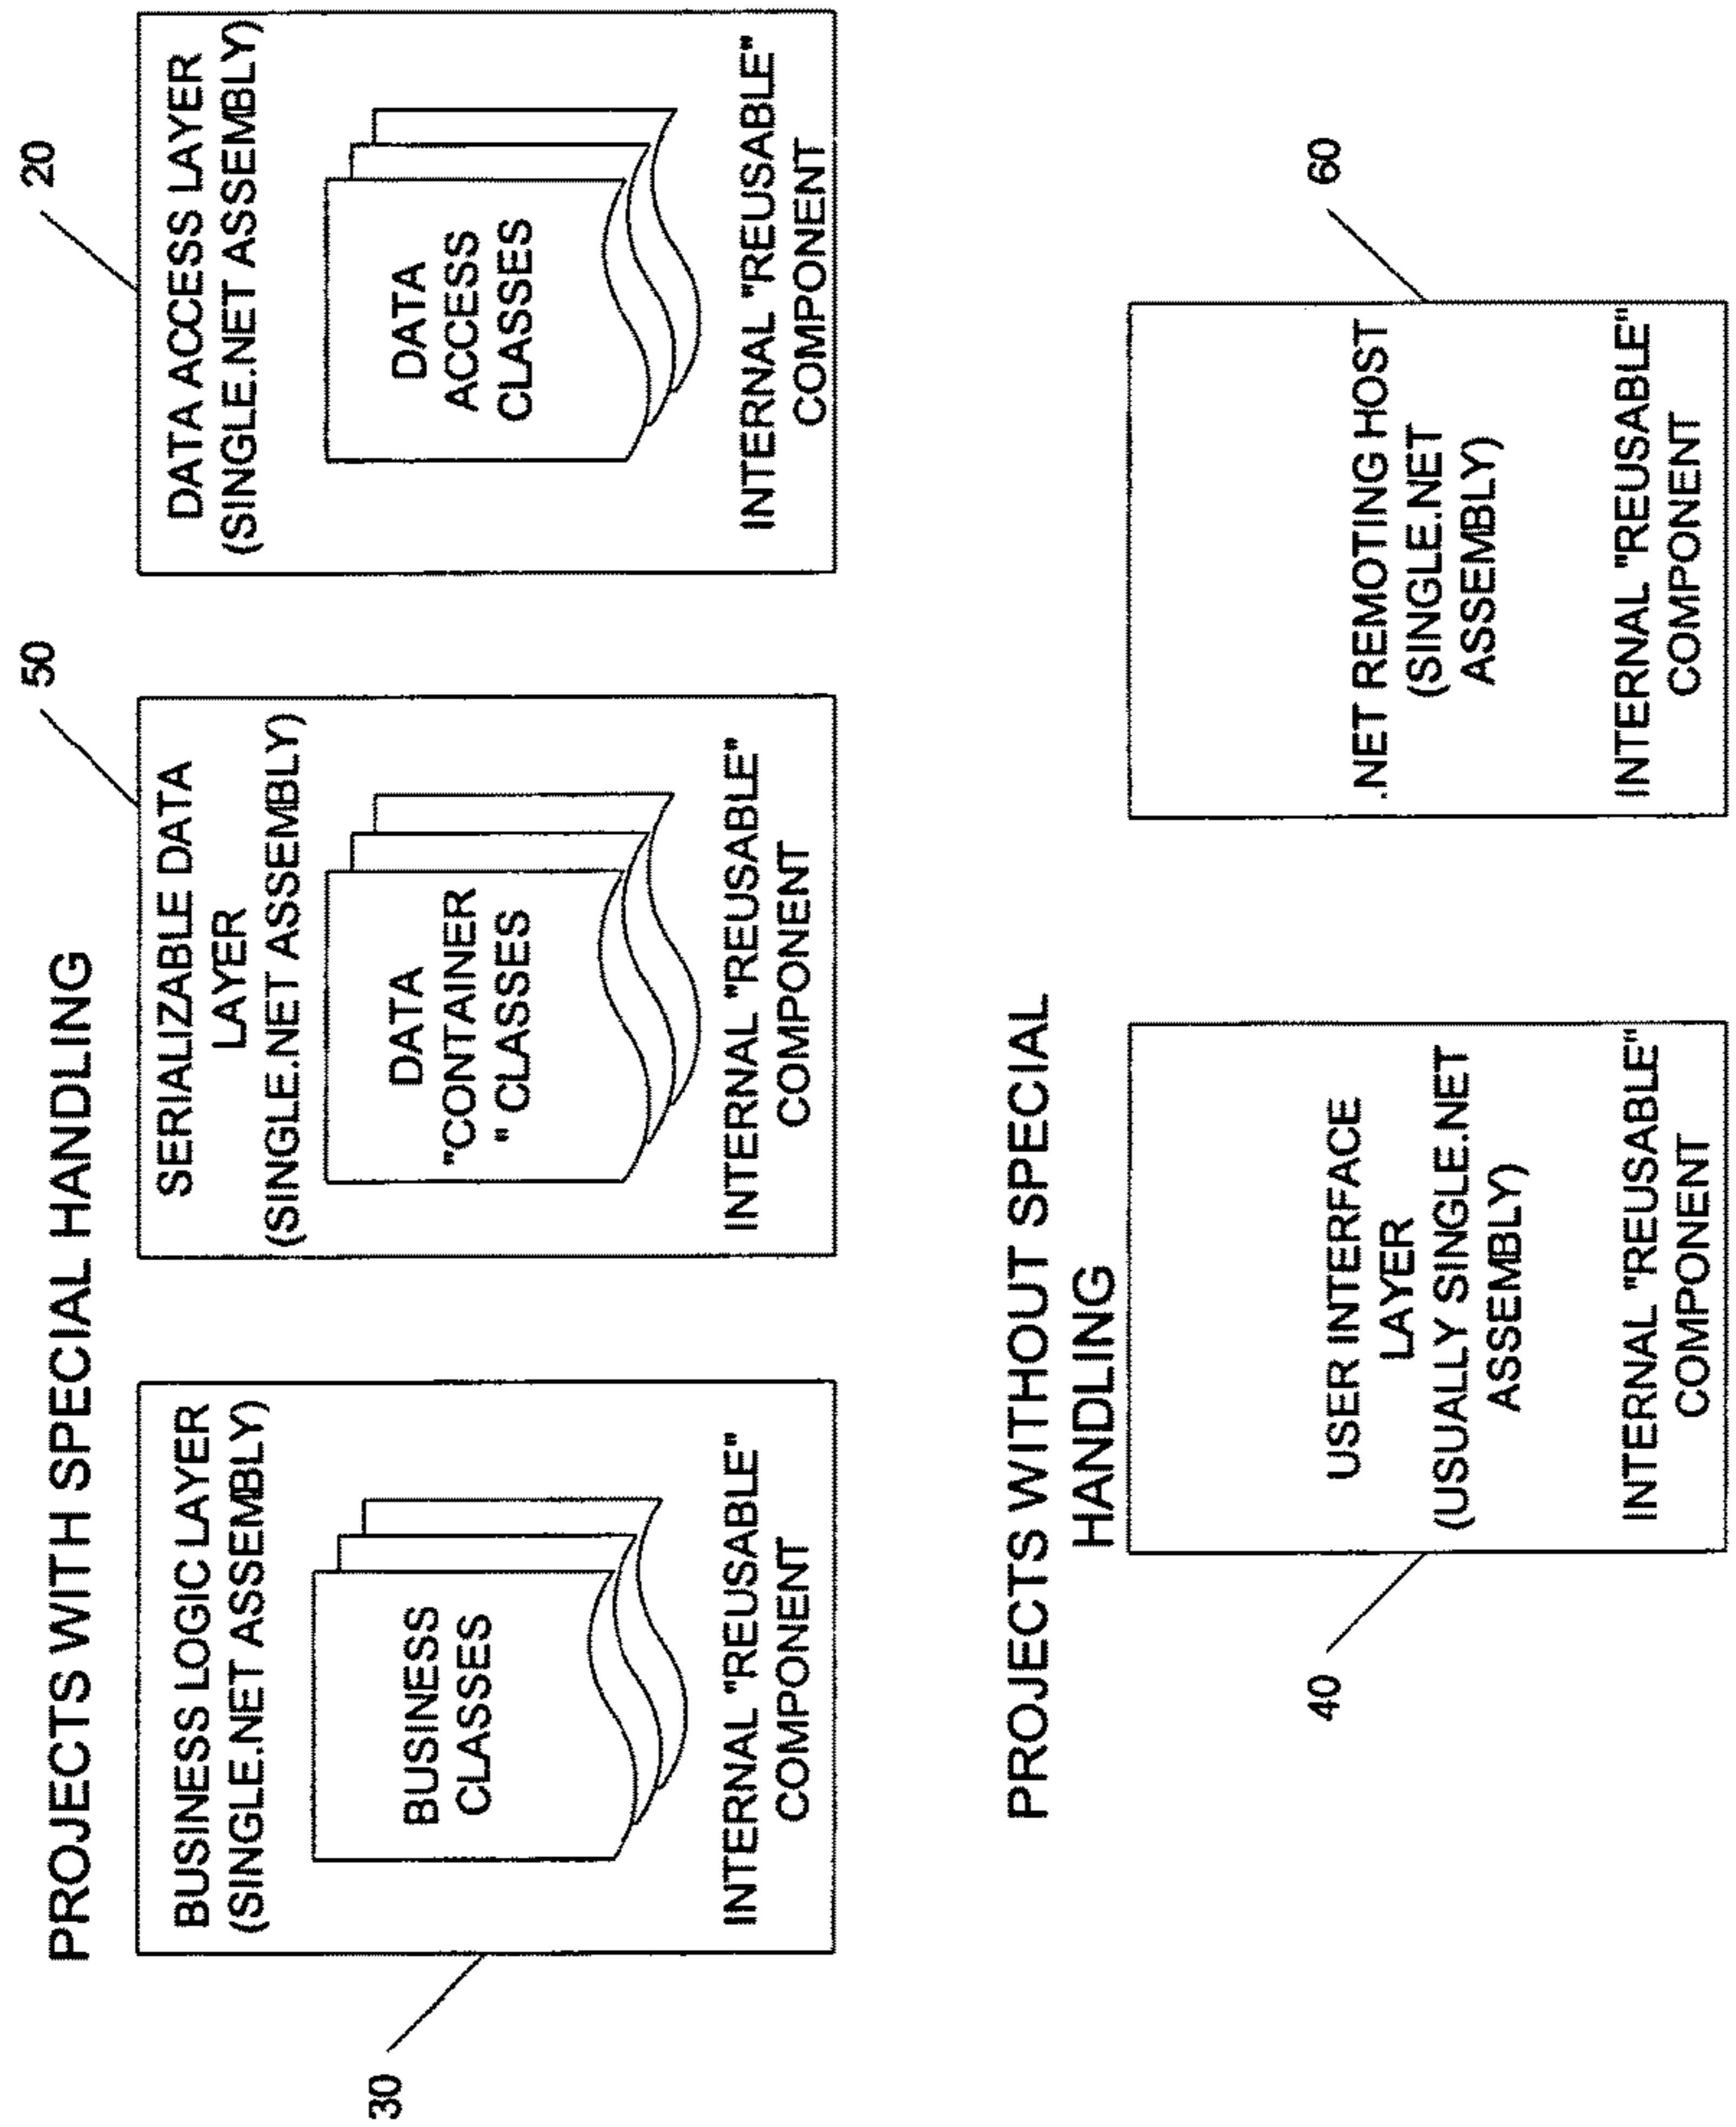 PROJECTS WITH SPECIAL HANDLING
30
BUSINESS LOGIC LAYER
(SINGLE.NET ASSEMBLY)
BUSINESS
CLASSES
INTERNAL "REUSABLE"
COMPONENT
50
SERIALIZABLE DATA
LAYER
(SINGLE.NET ASSEMBLY)
DATA
"CONTAINER
" CLASSES
INTERNAL "REUSABLE"
COMPONENT
20
DATA ACCESS LAYER
(SINGLE.NET ASSEMBLY)
DATA
ACCESS
CLASSES
INTERNAL "REUSABLE"
COMPONENT
PROJECTS WITHOUT SPECIAL
HANDLING
40
USER INTERFACE
LAYER
(USUALLY SINGLE.NET
ASSEMBLY)
INTERNAL "REUSABLE"
COMPONENT
60
.NET REMOTING HOST
(SINGLE.NET
ASSEMBLY)
INTERNAL "REUSABLE"
COMPONENT